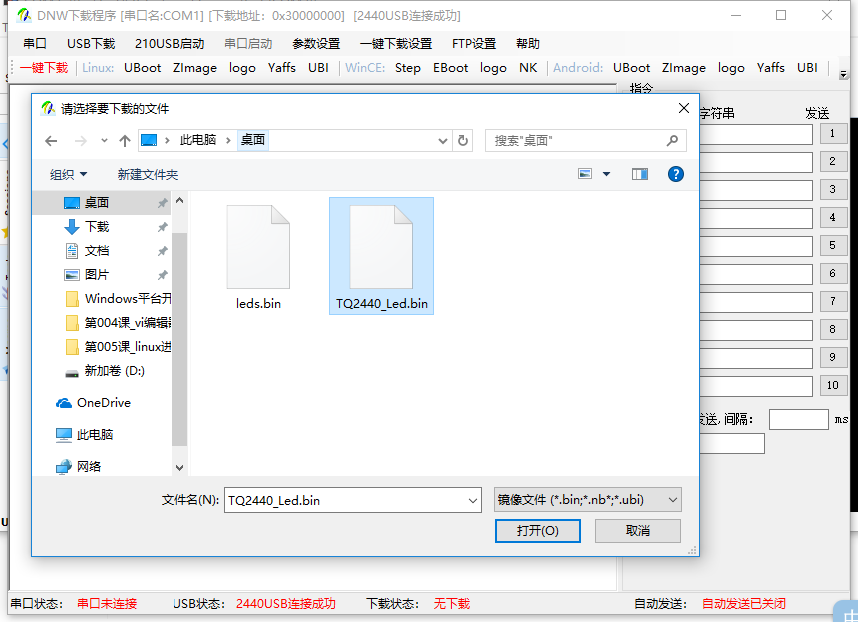 DNW下载程序 [串口名:COM1] [下载地址：0x30000000] [2440USB连接成功]
串口 USB下载 210USB启动 串口启动 参数设置 一键下载设置 FTP设置 帮助
一键下载 Linux: UBoot ZImage logo Yaffs UBI WinCE: Step EBoot logo NK Android: UBoot ZImage logo Yaffs UBI
指令
请选择要下载的文件
字符串 发送
此电脑 桌面 搜索"桌面"
1
组织 新建文件夹
2
桌面
3
下载
4
文档
5
图片
6
Windows平台开
leds.bin TQ2440_Led.bin
7
第004课_vi编辑
8
第005课_linux进
9
新加卷 (D:)
10
OneDrive
发送,间隔： ms
此电脑
网络
文件名(N): TQ2440_Led.bin 镜像文件 (*.bin;*.nb*;*.ubi)
打开(O) 取消
串口状态： 串口未连接 USB状态： 2440USB连接成功 下载状态： 无下载 自动发送： 自动发送已关闭